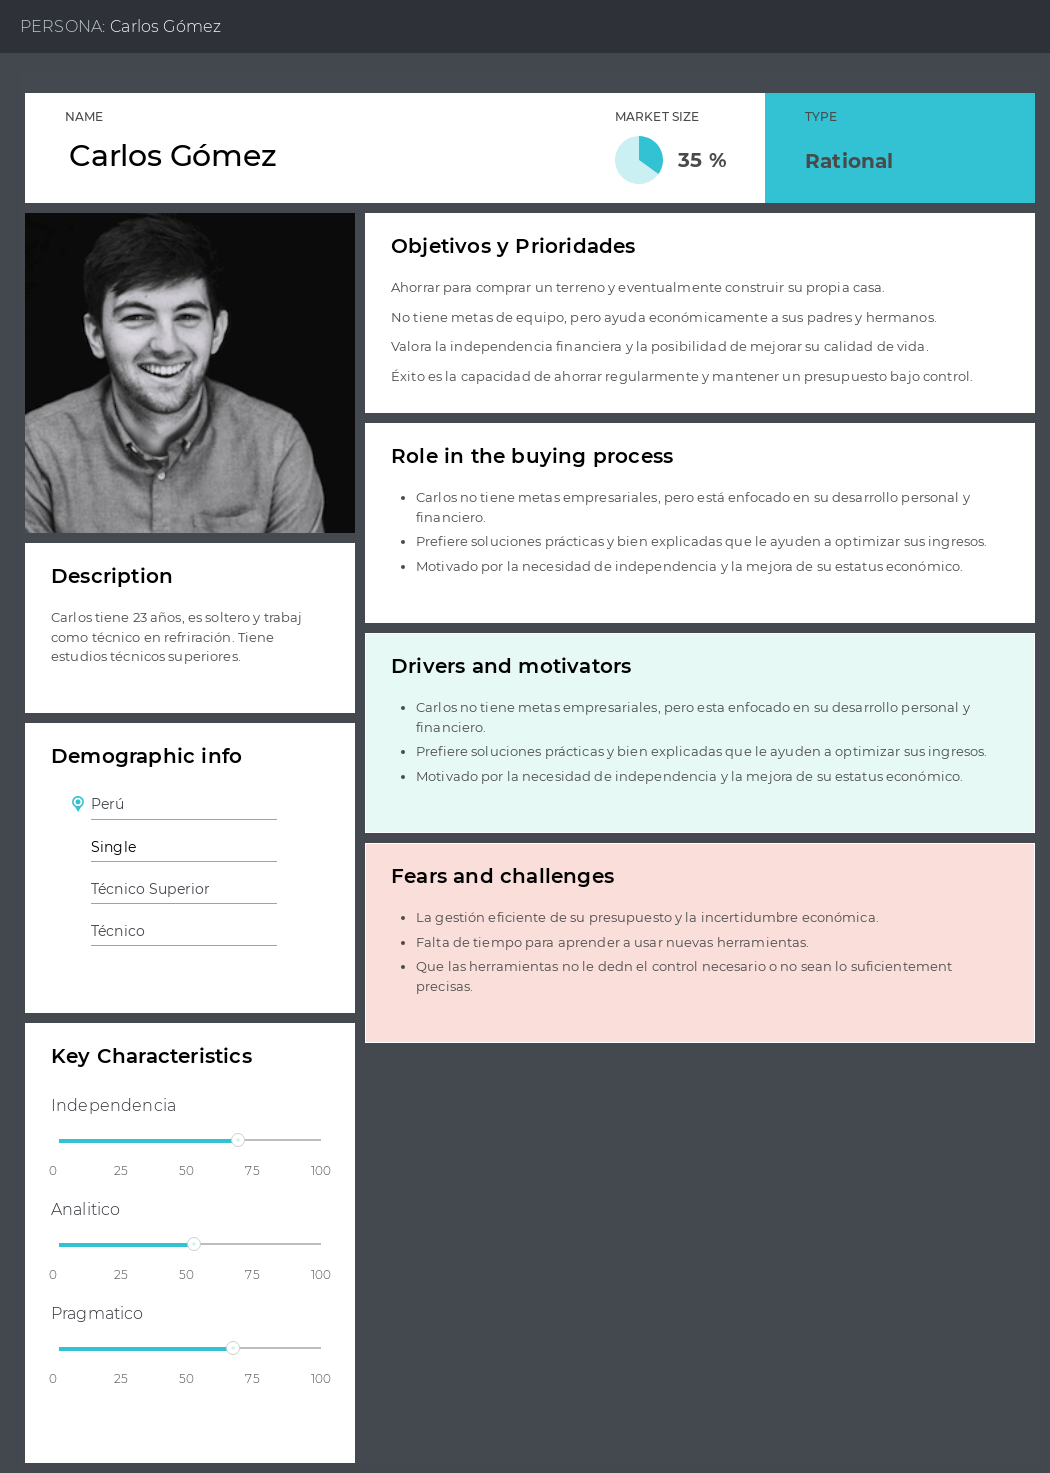 PERSONA: Carlos Gómez
NAME
Carlos Gómez
MARKET SIZE
35 %
TYPE
Rational
Objetivos y Prioridades
Ahorrar para comprar un terreno y eventualmente construir su propia casa.
No tiene metas de equipo, pero ayuda económicamente a sus padres y hermanos.
Valora la independencia financiera y la posibilidad de mejorar su calidad de vida.
Éxito es la capacidad de ahorrar regularmente y mantener un presupuesto bajo control.
Role in the buying process
• Carlos no tiene metas empresariales, pero está enfocado en su desarrollo personal y
financiero.
• Prefiere soluciones prácticas y bien explicadas que le ayuden a optimizar sus ingresos.
• Motivado por la necesidad de independencia y la mejora de su estatus económico.
Description
Carlos tiene 23 años, es soltero y trabaj
como técnico en refriración. Tiene
estudios técnicos superiores.
Drivers and motivators
• Carlos no tiene metas empresariales, pero esta enfocado en su desarrollo personal y
financiero.
• Prefiere soluciones prácticas y bien explicadas que le ayuden a optimizar sus ingresos.
• Motivado por la necesidad de independencia y la mejora de su estatus económico.
Demographic info
Perú
Single
Técnico Superior
Técnico
Fears and challenges
• La gestión eficiente de su presupuesto y la incertidumbre económica.
• Falta de tiempo para aprender a usar nuevas herramientas.
• Que las herramientas no le dedn el control necesario o no sean lo suficientement
precisas.
Key Characteristics
Independencia
0 25 50 75 100
Analitico
0 25 50 75 100
Pragmatico
0 25 50 75 100